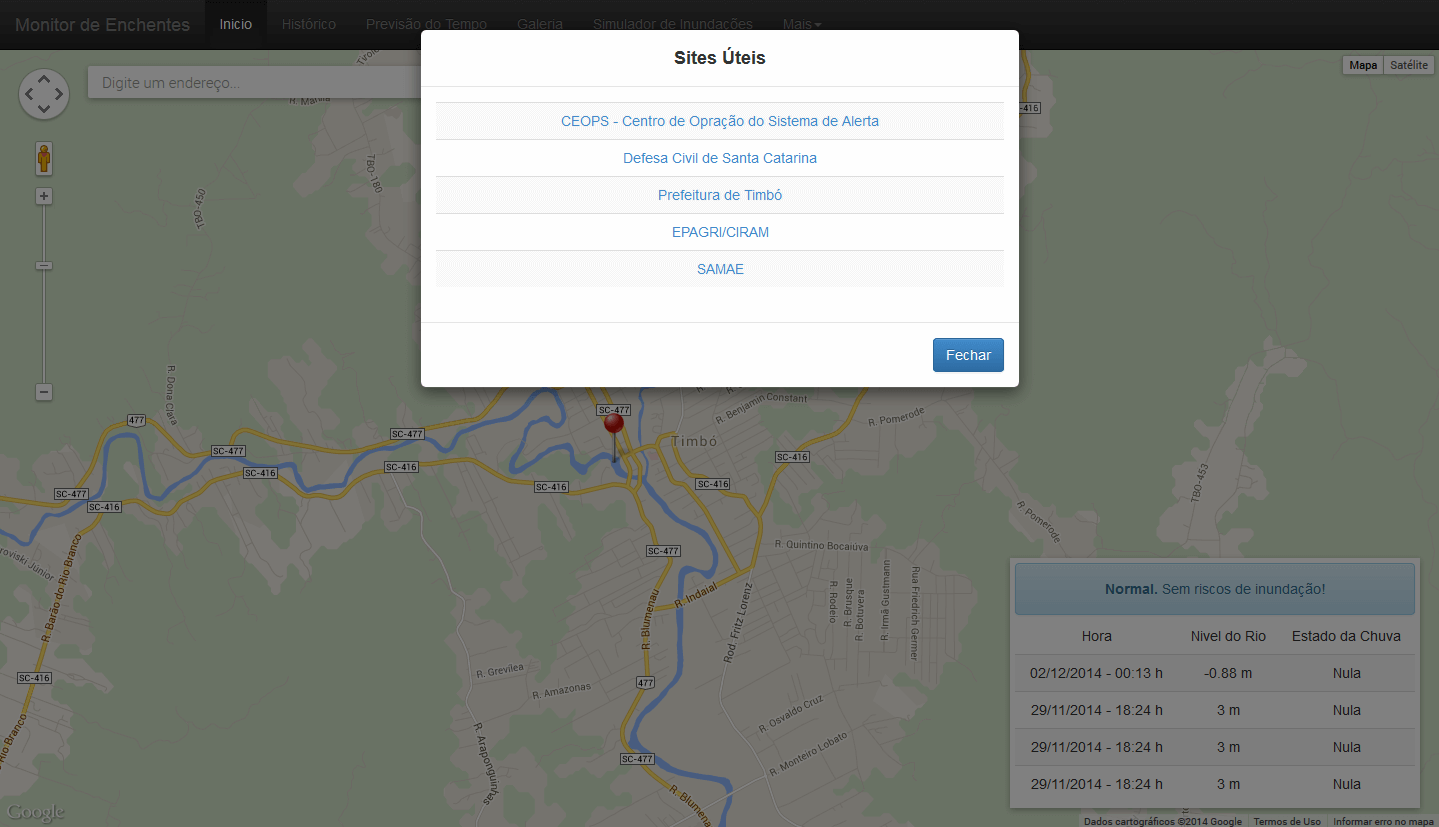 Monitor de Enchentes Inicio Histórico Previsão do Tempo Galeria Simulador de Inundações Mais
Sites Úteis
CEOPS - Centro de Opração do Sistema de Alerta
Defesa Civil de Santa Catarina
Prefeitura de Timbó
EPAGRI/CIRAM
SAMAE
Fechar
Digite um endereço...
Mapa Satélite
R. Marília
-416
TBO-180
TBO-450
R. Dona Clara
477
SC-477
SC-477
SC-477
SC-477
SC-416
SC-416
SC-416
SC-416
SC-416
SC-416
Timbó
R. Benjamin Constant
R. Pomerode
TBO-453
R. Pomerode
roviski Júnior
R. Barão do Rio Branco
SC-416
Rio Branco
SC-477
R. Quintino Bocaiúva
R. Indaial
R. Blumenau
Rod. Fritz Lorenz
R. Rodeio
R. Brusque
R. Botuvera
R. Irmã Gustmann
Rua Friedrich Germer
R. Grevílea
R. Amazonas
477
R. Araponguinhas
R. Osvaldo Cruz
R. Monteiro Lobato
SC-477
R. Blumena
Normal. Sem riscos de inundação!
Hora Nivel do Rio Estado da Chuva
02/12/2014 - 00:13 h -0.88 m Nula
29/11/2014 - 18:24 h 3 m Nula
29/11/2014 - 18:24 h 3 m Nula
29/11/2014 - 18:24 h 3 m Nula
Google
Dados cartográficos ©2014 Google Termos de Uso Informar erro no mapa